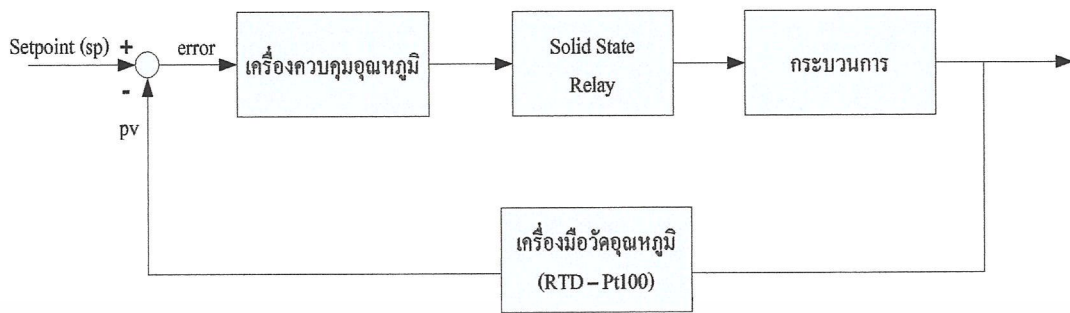 Setpoint (sp)
+
-
pv
error
เครื่องควบคุมอุณหภูมิ
Solid State
Relay
กระบวนการ
เครื่องมือวัดอุณหภูมิ
(RTD – Pt100)